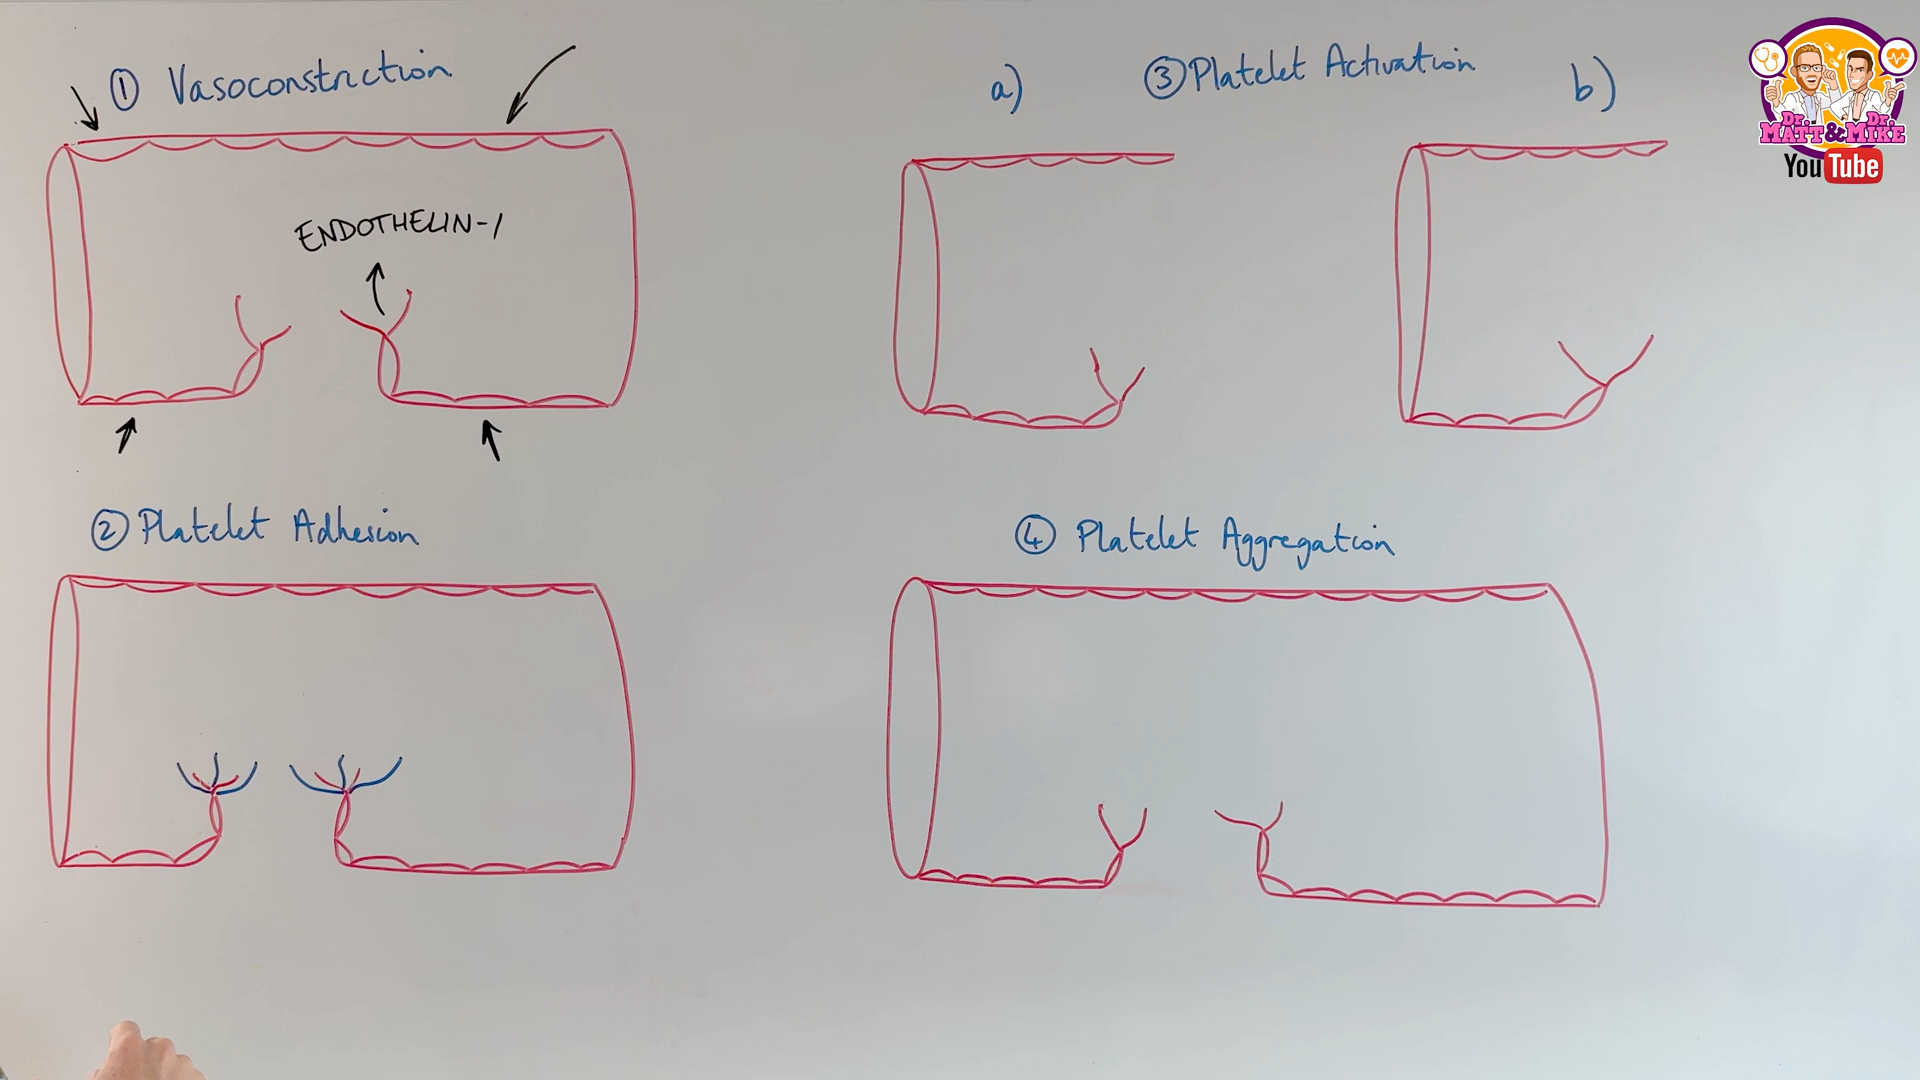 ① Vasoconstriction
ENDOTHELIN-1
② Platelet Adhesion
a)
③ Platelet Activation
b)
④ Platelet Aggregation
Dr. MATT & Dr. MIKE
YouTube